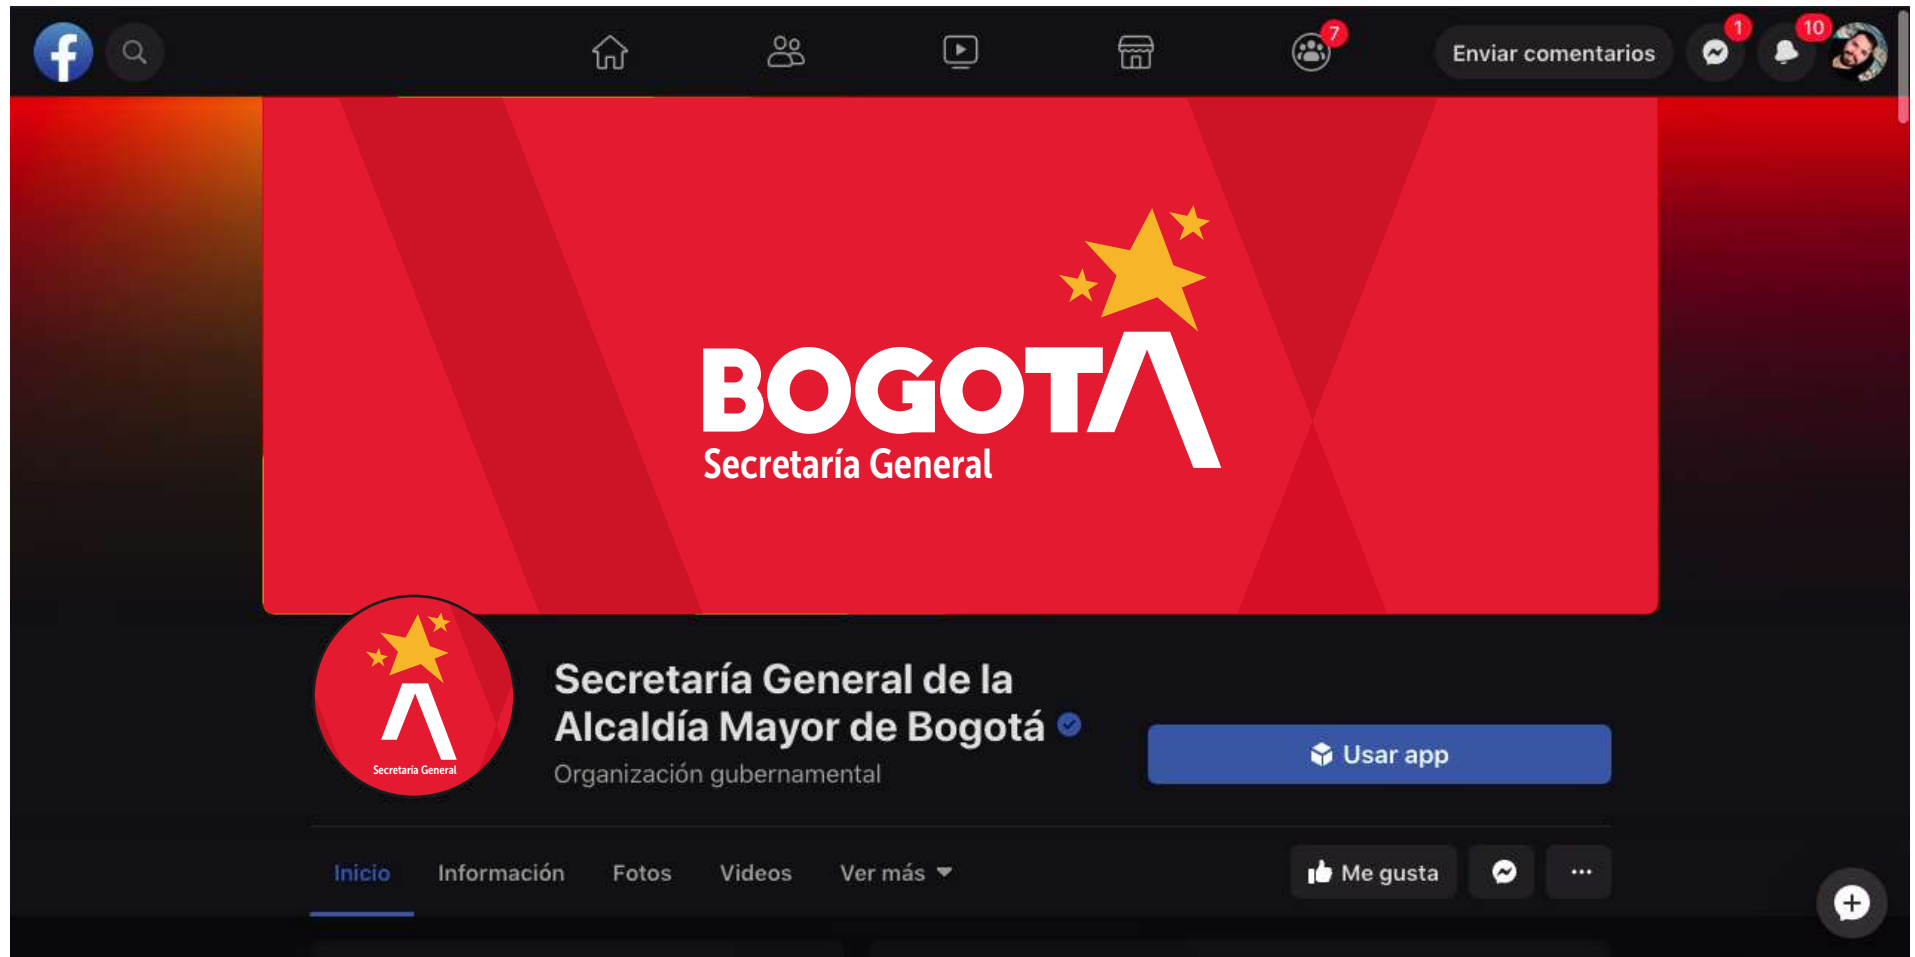 7
Enviar comentarios
1
10
BOGOTÁ
Secretaría General
Secretaría General
Secretaría General de la
Alcaldía Mayor de Bogotá
Organización gubernamental
Usar app
Inicio
Información
Fotos
Videos
Ver más
Me gusta